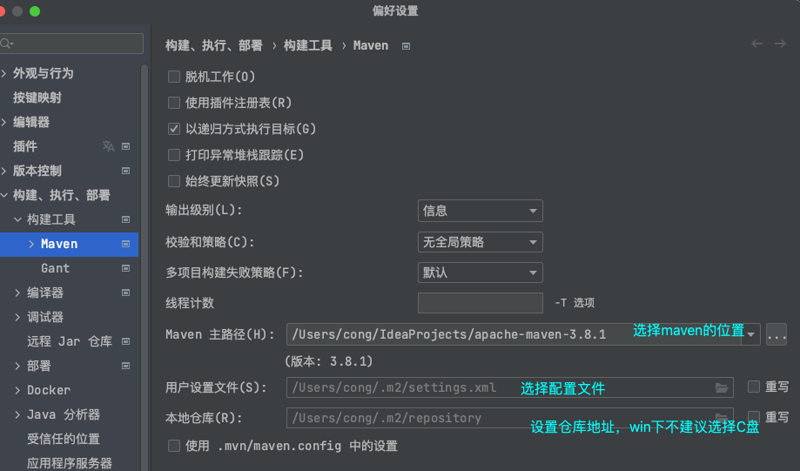 偏好设置
构建、执行、部署 › 构建工具 › Maven
外观与行为
按键映射
编辑器
插件
版本控制
构建、执行、部署
构建工具
Maven
Gant
编译器
调试器
远程 Jar 仓库
部署
Docker
Java 分析器
受信任的位置
应用程序服务器
脱机工作(O)
使用插件注册表(R)
以递归方式执行目标(G)
打印异常堆栈跟踪(E)
始终更新快照(S)
输出级别(L): 信息
校验和策略(C): 无全局策略
多项目构建失败策略(F): 默认
线程计数 -T 选项
Maven 主路径(H): /Users/cong/IdeaProjects/apache-maven-3.8.1 选择maven的位置 ...
(版本: 3.8.1)
用户设置文件(S): /Users/cong/.m2/settings.xml 选择配置文件 重写
本地仓库(R): /Users/cong/.m2/repository 重写
设置仓库地址，win下不建议选择C盘
使用 .mvn/maven.config 中的设置